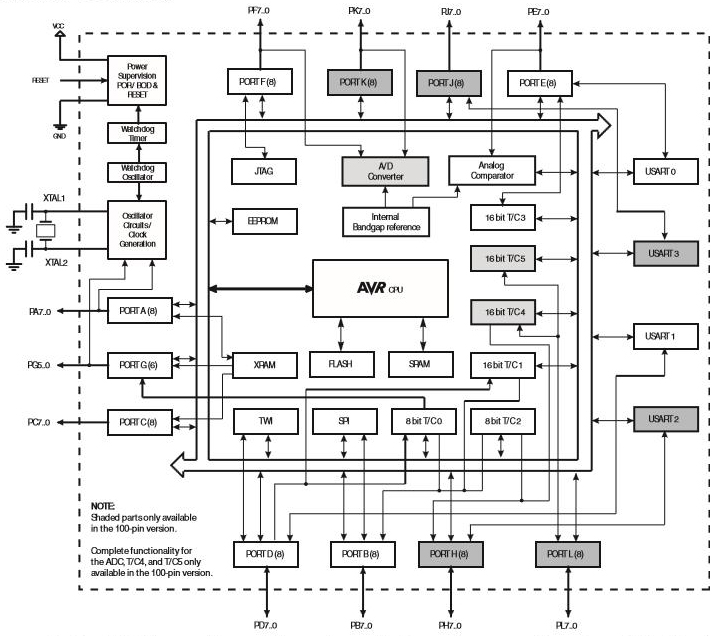 PF7..0
PK7..0
PJ7..0
PE7..0
VCC
RESET
GND
Power
Supervision
POR/ BOD &
RESET
PORT F (8)
PORT K (8)
PORT J (8)
PORT E (8)
Watchdog
Timer
Watchdog
Oscillator
JTAG
A/D
Converter
Analog
Comparator
USART 0
XTAL1
XTAL2
Oscillator
Circuits/
Clock
Generation
EEPROM
Internal
Bandgap reference
16 bit T/C 3
16 bit T/C5
USART 3
AVR CPU
PA7..0
PORT A (8)
16 bit T/C4
USART 1
PG5..0
PORT G (6)
XRAM
FLASH
SRAM
16 bit T/C1
PC7..0
PORT C (8)
TWI
SPI
8 bit T/C0
8 bit T/C2
USART 2
NOTE:
Shaded parts only available
in the 100-pin version.
Complete functionality for
the ADC, T/C4, and T/C5 only
available in the 100-pin version.
PORT D (8)
PORT B (8)
PORT H (8)
PORT L (8)
PD7..0
PB7..0
PH7..0
PL7..0